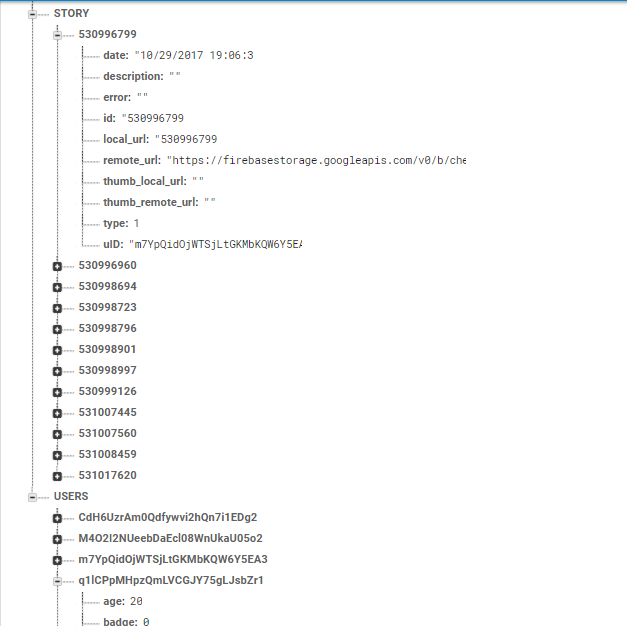 STORY
530996799
date: "10/29/2017 19:06:3
description: ""
error: ""
id: "530996799
local_url: "530996799
remote_url: "https://firebasestorage.googleapis.com/v0/b/che
thumb_local_url: ""
thumb_remote_url: ""
type: 1
uID: "m7YpQidOjWTSjLtGKMbKQW6Y5EA
530996960
530998694
530998723
530998796
530998901
530998997
530999126
531007445
531007560
531008459
531017620
USERS
CdH6UzrAm0Qdfywvi2hQn7i1EDg2
M4O2I2NUeebDaEcl08WnUkaU05o2
m7YpQidOjWTSjLtGKMbKQW6Y5EA3
q1lCPpMHpzQmLVCGJY75gLJsbZr1
age: 20
badge: 0